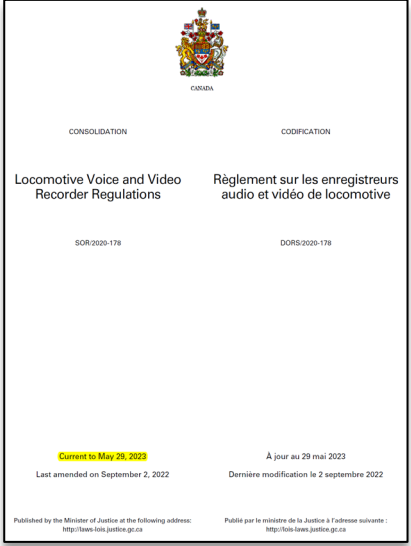 CANADA
CONSOLIDATION
Locomotive Voice and Video
Recorder Regulations
SOR/2020-178
Current to May 29, 2023
Last amended on September 2, 2022
Published by the Minister of Justice at the following address:
http://laws-lois.justice.gc.ca
CODIFICATION
Règlement sur les enregistreurs
audio et vidéo de locomotive
DORS/2020-178
À jour au 29 mai 2023
Dernière modification le 2 septembre 2022
Publié par le ministre de la Justice à l'adresse suivante :
http://lois-laws.justice.gc.ca